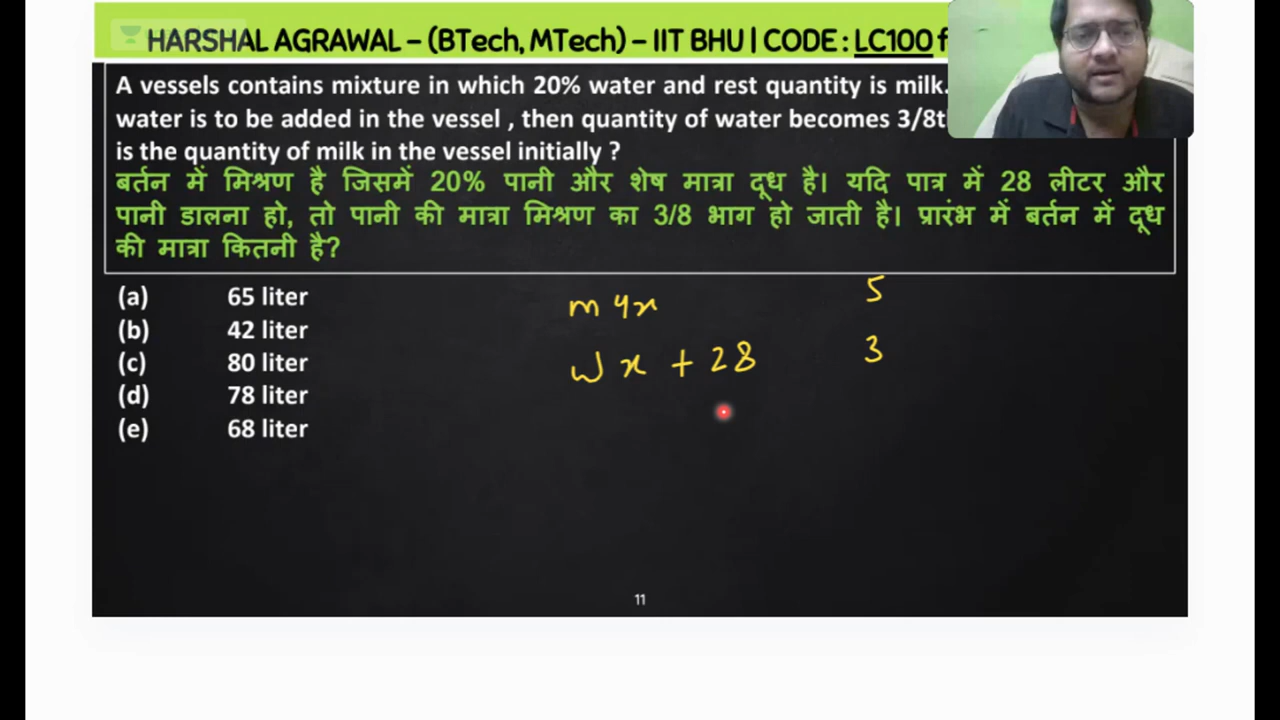 HARSHAL AGRAWAL – (BTech, MTech) – IIT BHU | CODE : LC100 f
A vessels contains mixture in which 20% water and rest quantity is milk.
water is to be added in the vessel , then quantity of water becomes 3/8t
is the quantity of milk in the vessel initially ?
बर्तन में मिश्रण है जिसमें 20% पानी और शेष मात्रा दूध है। यदि पात्र में 28 लीटर और
पानी डालना हो, तो पानी की मात्रा मिश्रण का 3/8 भाग हो जाती है। प्रारंभ में बर्तन में दूध
की मात्रा कितनी है?
(a) 65 liter
(b) 42 liter
(c) 80 liter
(d) 78 liter
(e) 68 liter
m 4x 5
W x + 28 3
11